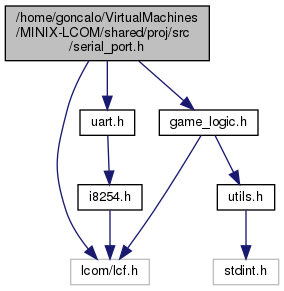 /home/goncalo/VirtualMachines
/MINIX-LCOM/shared/proj/src
/serial_port.h
uart.h
game_logic.h
i8254.h
utils.h
lcom/lcf.h
stdint.h